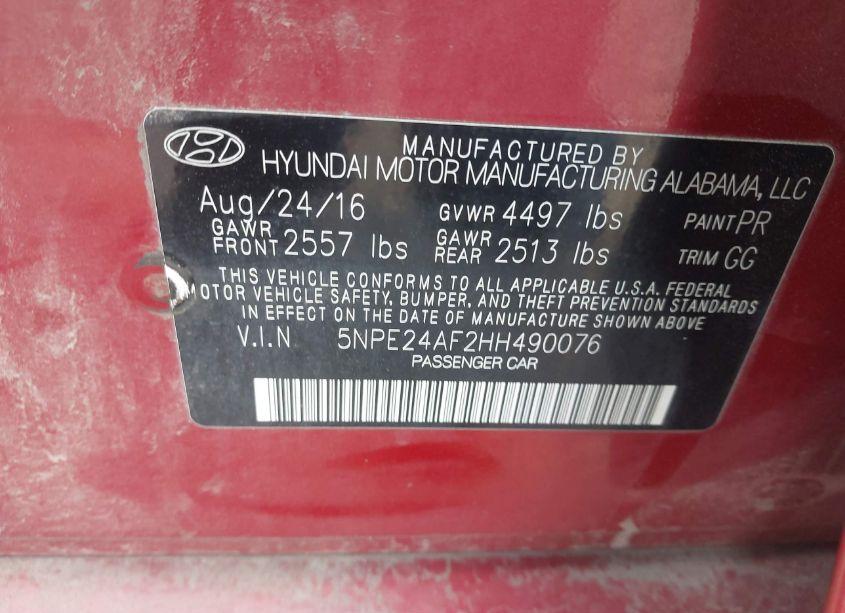 MANUFACTURED BY
HYUNDAI MOTOR MANUFACTURING ALABAMA, LLC
Aug/24/16 GVWR 4497 lbs PAINT PR
GAWR FRONT 2557 lbs GAWR REAR 2513 lbs TRIM GG
THIS VEHICLE CONFORMS TO ALL APPLICABLE U.S.A. FEDERAL
MOTOR VEHICLE SAFETY, BUMPER, AND THEFT PREVENTION STANDARDS
IN EFFECT ON THE DATE OF MANUFACTURE SHOWN ABOVE
V.I.N 5NPE24AF2HH490076
PASSENGER CAR